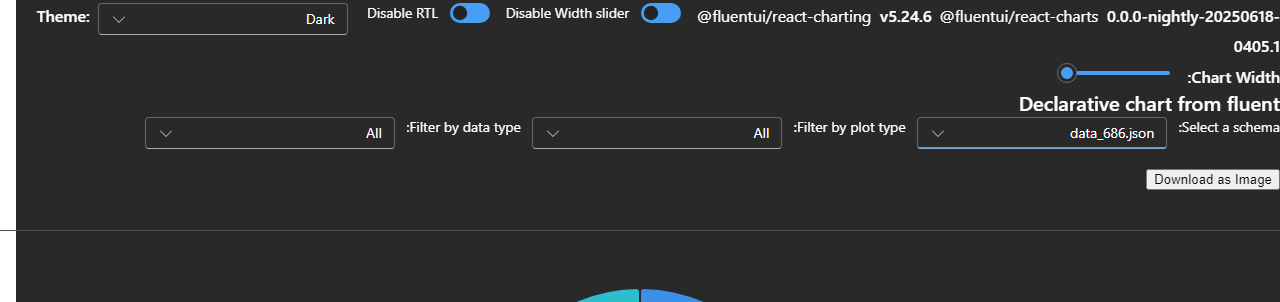 Theme: Dark Disable RTL Disable Width slider @fluentui/react-charting v5.24.6 @fluentui/react-charts 0.0.0-nightly-20250618-
0405.1
:Chart Width
Declarative chart from fluent
:Select a schema data_686.json :Filter by plot type All :Filter by data type All
Download as Image